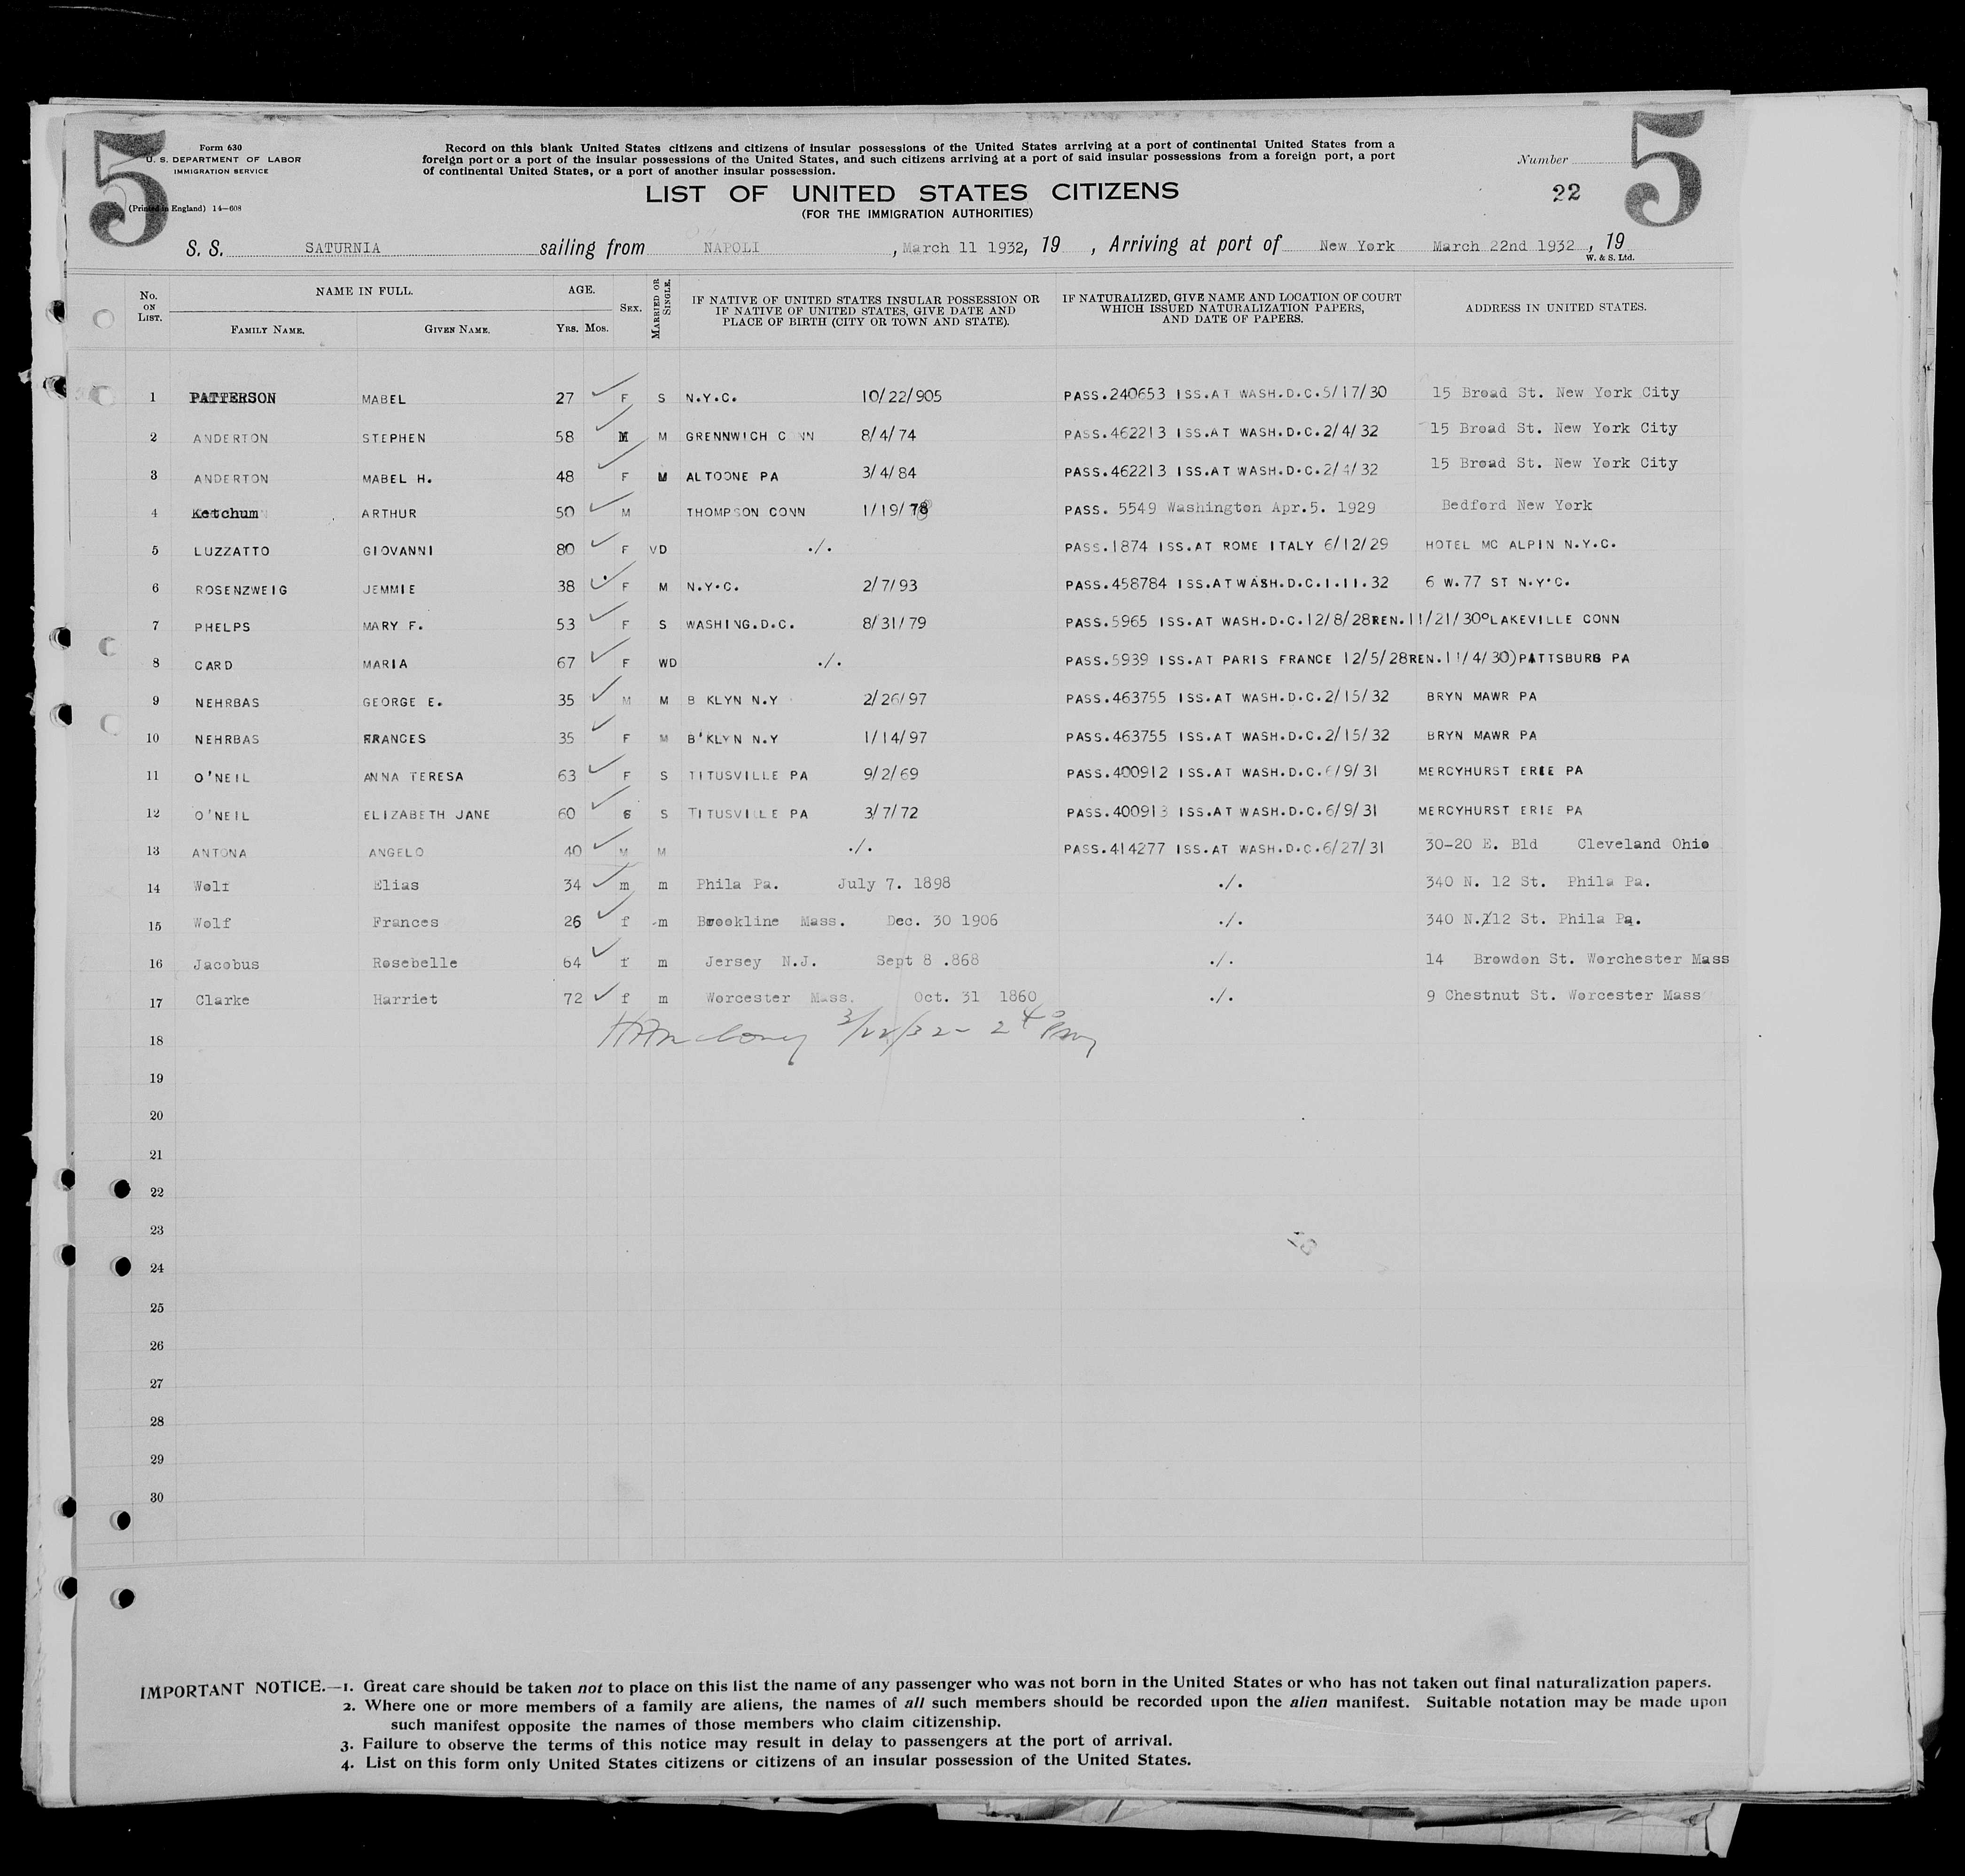 5
5
Form 630
U. S. DEPARTMENT OF LABOR
IMMIGRATION SERVICE
(Printed in England) 14—608
Record on this blank United States citizens and citizens of insular possessions of the United States arriving at a port of continental United States from a
foreign port or a port of the insular possessions of the United States, and such citizens arriving at a port of said insular possessions from a foreign port, a port
of continental United States, or a port of another insular possession.
LIST OF UNITED STATES CITIZENS
(FOR THE IMMIGRATION AUTHORITIES)
Number
22
S. S. SATURNIA sailing from NAPOLI, March 11 1932, 19 , Arriving at port of New York March 22nd 1932, 19
W. & S. Ltd.
No. ON LIST. NAME IN FULL. FAMILY NAME. GIVEN NAME. AGE. Yrs. Mos. SEX. MARRIED OR SINGLE. IF NATIVE OF UNITED STATES INSULAR POSSESSION OR IF NATIVE OF UNITED STATES, GIVE DATE AND PLACE OF BIRTH (CITY OR TOWN AND STATE). IF NATURALIZED, GIVE NAME AND LOCATION OF COURT WHICH ISSUED NATURALIZATION PAPERS, AND DATE OF PAPERS. ADDRESS IN UNITED STATES.
1 PATTERSON MABEL 27 F S N.Y.C. 10/22/905 PASS.240653 ISS.AT WASH.D.C.5/17/30 15 Broad St. New York City
2 ANDERTON STEPHEN 58 M M GRENNWICH CONN 8/4/74 PASS.462213 ISS.AT WASH.D.C.2/4/32 15 Broad St. New York City
3 ANDERTON MABEL H. 48 F M ALTOONE PA 3/4/84 PASS.462213 ISS.AT WASH.D.C.2/4/32 15 Broad St. New York City
4 Ketchum ARTHUR 50 M THOMPSON CONN 1/19/78 PASS. 5549 Washington Apr.5. 1929 Bedford New York
5 LUZZATTO GIOVANNI 80 F VD ./. PASS.1874 ISS.AT ROME ITALY 6/12/29 HOTEL MC ALPIN N.Y.C.
6 ROSENZWEIG JEMMIE 38 F M N.Y.C. 2/7/93 PASS.458784 ISS.AT WASH.D.C.1.11.32 6 W.77 ST N.Y.C.
7 PHELPS MARY F. 53 F S WASHING.D.C. 8/31/79 PASS.5965 ISS.AT WASH.D.C.12/8/28REN.11/21/30 LAKEVILLE CONN
8 CARD MARIA 67 F WD ./. PASS.5939 ISS.AT PARIS FRANCE 12/5/28REN.11/4/30)PITTSBURG PA
9 NEHRBAS GEORGE E. 35 M M B KLYN N.Y 2/26/97 PASS.463755 ISS.AT WASH.D.C.2/15/32 BRYN MAWR PA
10 NEHRBAS FRANCES 35 F M B'KLYN N.Y 1/14/97 PASS.463755 ISS.AT WASH.D.C.2/15/32 BRYN MAWR PA
11 O'NEIL ANNA TERESA 63 F S TITUSVILLE PA 9/2/69 PASS.400912 ISS.AT WASH.D.C.6/9/31 MERCYHURST ERIE PA
12 O'NEIL ELIZABETH JANE 60 S TITUSVILLE PA 3/7/72 PASS.400913 ISS.AT WASH.D.C.6/9/31 MERCYHURST ERIE PA
13 ANTONA ANGELO 40 M M ./. PASS.414277 ISS.AT WASH.D.C.6/27/31 30-20 E. Bld Cleveland Ohio
14 Wolf Elias 34 m m Phila Pa. July 7. 1898 ./. 340 N. 12 St. Phila Pa.
15 Wolf Frances 26 f m Brookline Mass. Dec. 30 1906 ./. 340 N. 12 St. Phila Pa.
16 Jacobus Rosebelle 64 f m Jersey N.J. Sept 8 .868 ./. 14 Browdon St. Worchester Mass
17 Clarke Harriet 72 f m Worcester Mass. Oct. 31 1860 ./. 9 Chestnut St. Worcester Mass
3/22/32 - 2 40 Pm
18
19
20
21
22
23
24
25
26
27
28
29
30
IMPORTANT NOTICE.—1. Great care should be taken not to place on this list the name of any passenger who was not born in the United States or who has not taken out final naturalization papers.
2. Where one or more members of a family are aliens, the names of all such members should be recorded upon the alien manifest. Suitable notation may be made upon
such manifest opposite the names of those members who claim citizenship.
3. Failure to observe the terms of this notice may result in delay to passengers at the port of arrival.
4. List on this form only United States citizens or citizens of an insular possession of the United States.